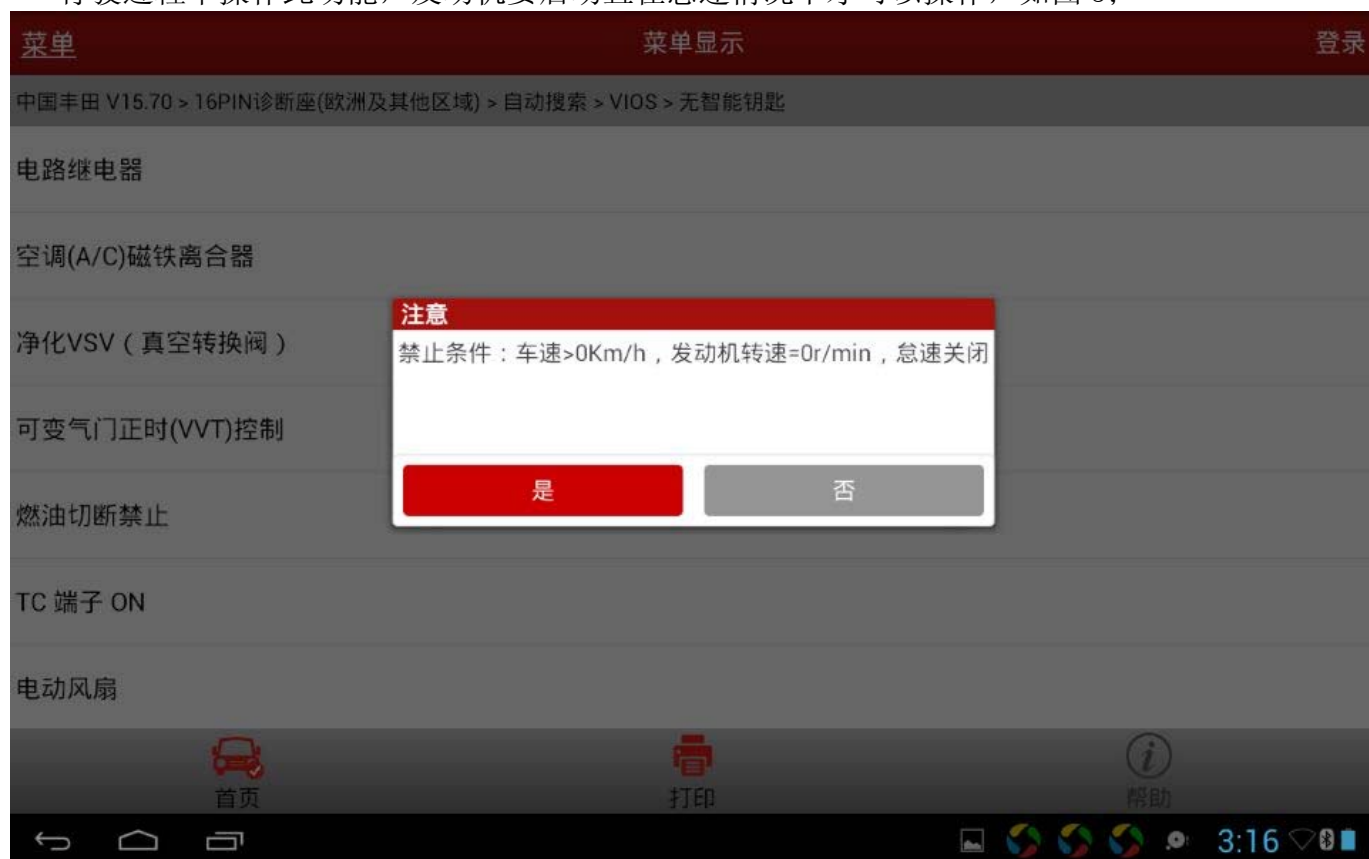 菜单
菜单显示
登录
中国丰田 V15.70 > 16PIN诊断座(欧洲及其他区域) > 自动搜索 > VIOS > 无智能钥匙
电路继电器
空调(A/C)磁铁离合器
净化VSV（真空转换阀）
可变气门正时(VVT)控制
燃油切断禁止
TC 端子 ON
电动风扇
注意
禁止条件：车速>0Km/h，发动机转速=0r/min，怠速关闭
是
否
首页
打印
帮助
3:16